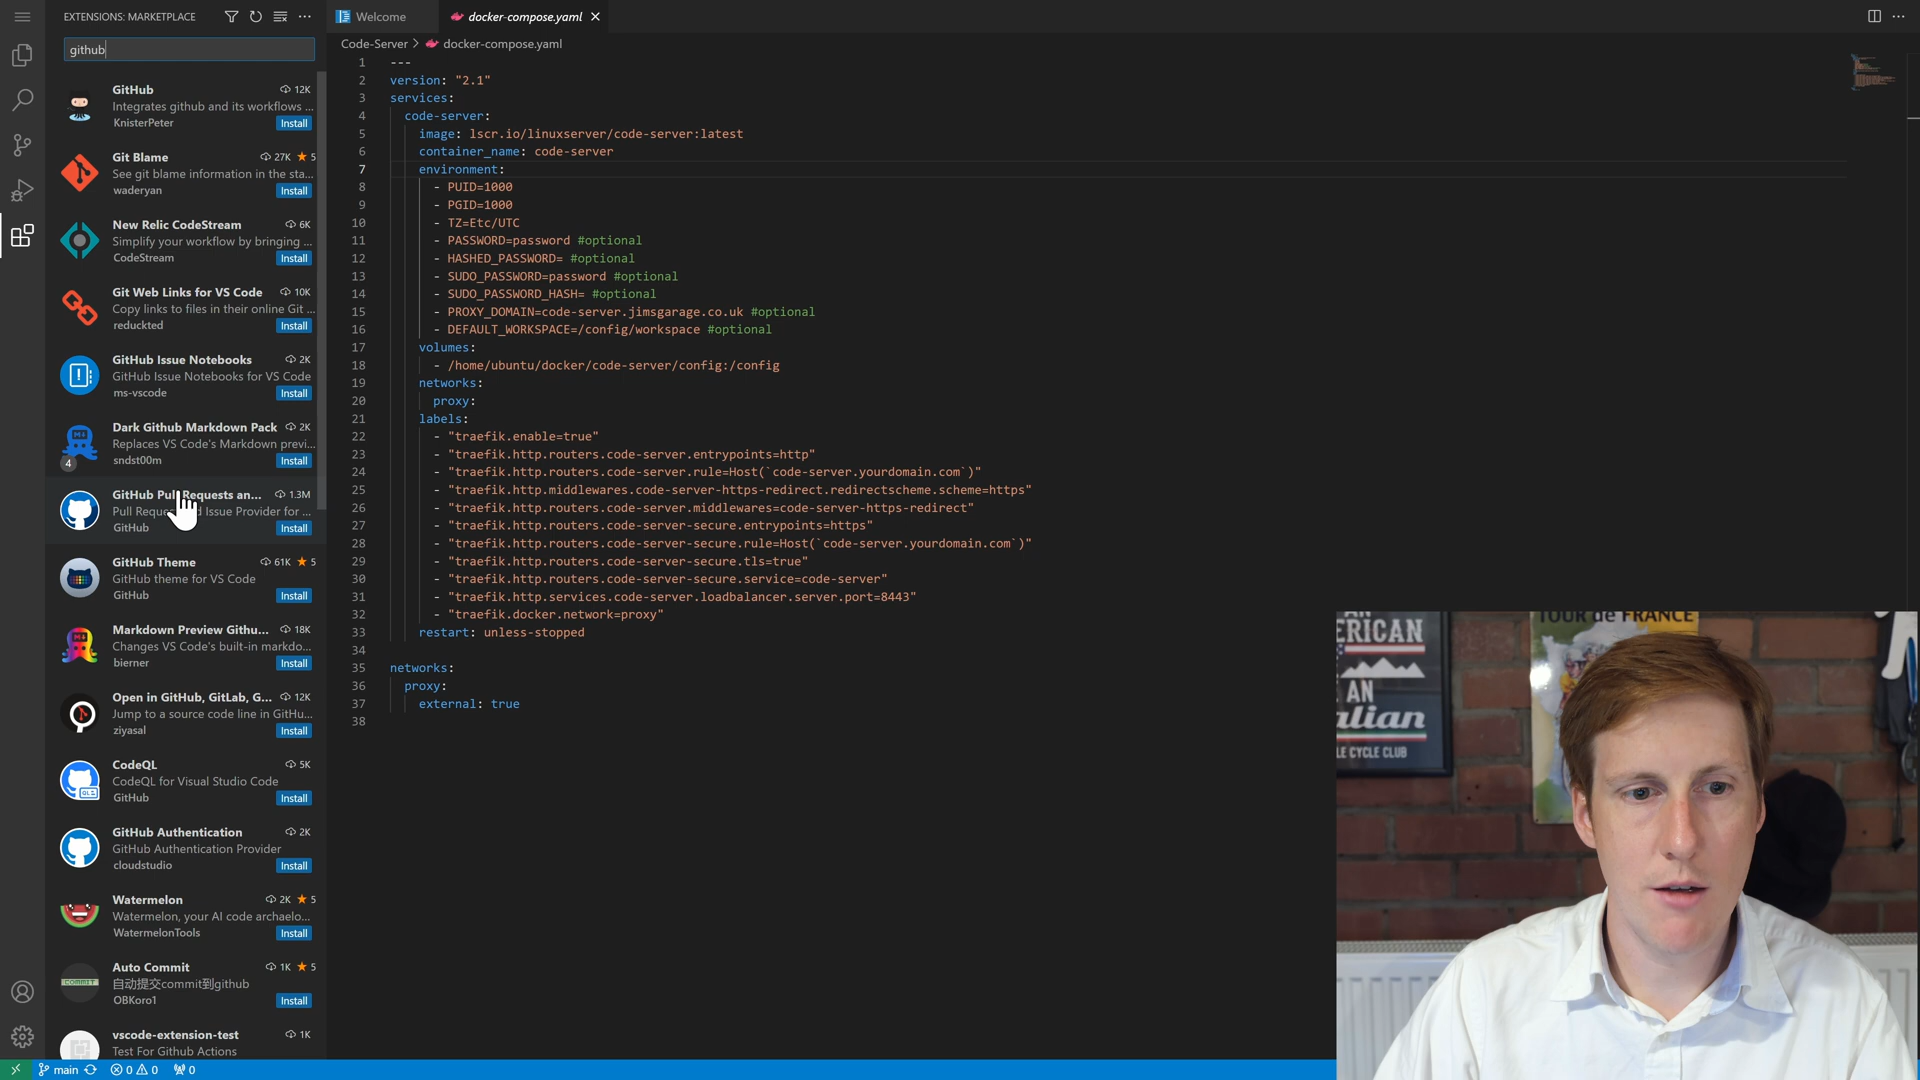 EXTENSIONS: MARKETPLACE
github
GitHub 12K
Integrates github and its workflows ...
KnisterPeter Install
Git Blame 27K ★ 5
See git blame information in the sta...
waderyan Install
New Relic CodeStream 6K
Simplify your workflow by bringing ...
CodeStream Install
Git Web Links for VS Code 10K
Copy links to files in their online Git ...
reduckted Install
GitHub Issue Notebooks 2K
GitHub Issue Notebooks for VS Code
ms-vscode Install
Dark Github Markdown Pack 2K
Replaces VS Code's Markdown previ...
4 sndst00m Install
GitHub Pull Requests an... 1.3M
Issue Provider for ...
GitHub Install
GitHub Theme 61K ★ 5
GitHub theme for VS Code
GitHub Install
Markdown Preview Githu... 18K
Changes VS Code's built-in markdo...
bierner Install
Open in GitHub, GitLab, G... 12K
Jump to a source code line in GitHu...
ziyasal Install
CodeQL 5K
CodeQL for Visual Studio Code
GitHub Install
GitHub Authentication 2K
GitHub Authentication Provider
cloudstudio Install
Watermelon 2K ★ 5
Watermelon, your AI code archaelo...
WatermelonTools Install
Auto Commit 1K ★ 5
COMMIT 自动提交commit到github
OBKoro1 Install
vscode-extension-test 1K
Test For Github Actions
main 0 0 0
Welcome docker-compose.yaml
Code-Server > docker-compose.yaml
1 ---
2 version: "2.1"
3 services:
4 code-server:
5 image: lscr.io/linuxserver/code-server:latest
6 container_name: code-server
7 environment:
8 - PUID=1000
9 - PGID=1000
10 - TZ=Etc/UTC
11 - PASSWORD=password #optional
12 - HASHED_PASSWORD= #optional
13 - SUDO_PASSWORD=password #optional
14 - SUDO_PASSWORD_HASH= #optional
15 - PROXY_DOMAIN=code-server.jimsgarage.co.uk #optional
16 - DEFAULT_WORKSPACE=/config/workspace #optional
17 volumes:
18 - /home/ubuntu/docker/code-server/config:/config
19 networks:
20 proxy:
21 labels:
22 - "traefik.enable=true"
23 - "traefik.http.routers.code-server.entrypoints=http"
24 - "traefik.http.routers.code-server.rule=Host(`code-server.yourdomain.com`)"
25 - "traefik.http.middlewares.code-server-https-redirect.redirectscheme.scheme=https"
26 - "traefik.http.routers.code-server.middlewares=code-server-https-redirect"
27 - "traefik.http.routers.code-server-secure.entrypoints=https"
28 - "traefik.http.routers.code-server-secure.rule=Host(`code-server.yourdomain.com`)"
29 - "traefik.http.routers.code-server-secure.tls=true"
30 - "traefik.http.routers.code-server-secure.service=code-server"
31 - "traefik.http.services.code-server.loadbalancer.server.port=8443"
32 - "traefik.docker.network=proxy"
33 restart: unless-stopped
34
35 networks:
36 proxy:
37 external: true
38
ERICAN
AN
alian
LE CYCLE CLUB
TOUR de FRANCE